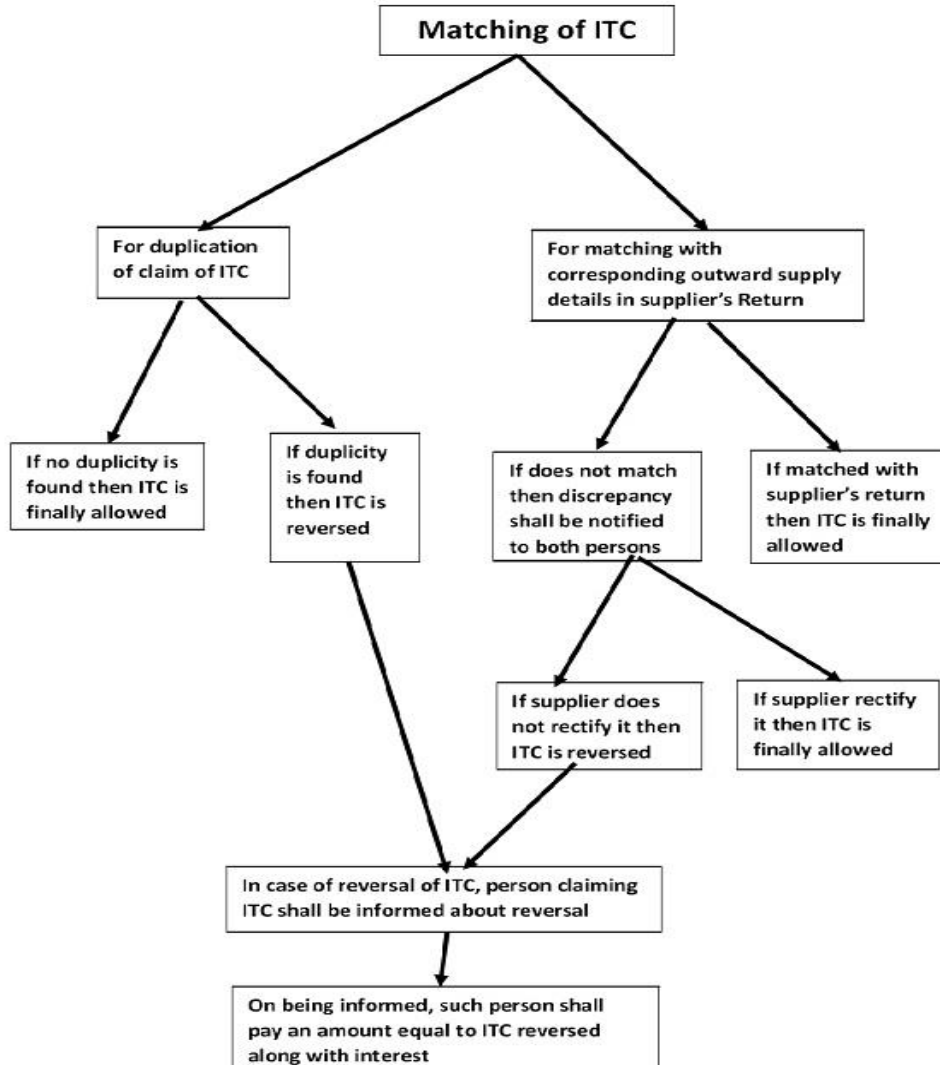 Matching of ITC
For duplication
of claim of ITC
For matching with
corresponding outward supply
details in supplier's Return
If no duplicity is
found then ITC is
finally allowed
If duplicity
is found
then ITC is
reversed
If does not match
then discrepancy
shall be notified
to both persons
If matched with
supplier's return
then ITC is finally
allowed
If supplier does
not rectify it then
ITC is reversed
If supplier rectify
it then ITC is
finally allowed
In case of reversal of ITC, person claiming
ITC shall be informed about reversal
On being informed, such person shall
pay an amount equal to ITC reversed
along with interest